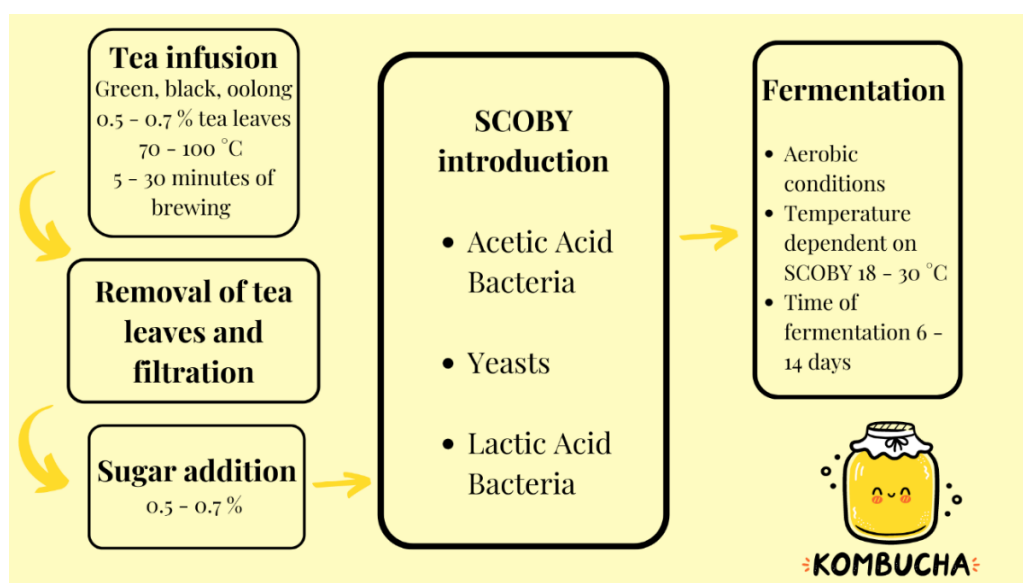 Tea infusion
Green, black, oolong
0.5 - 0.7 % tea leaves
70 - 100 °C
5 - 30 minutes of
brewing
Removal of tea
leaves and
filtration
Sugar addition
0.5 - 0.7 %
SCOBY
introduction
• Acetic Acid
Bacteria
• Yeasts
• Lactic Acid
Bacteria
Fermentation
• Aerobic
conditions
• Temperature
dependent on
SCOBY 18 - 30 °C
• Time of
fermentation 6 -
14 days
KOMBUCHA